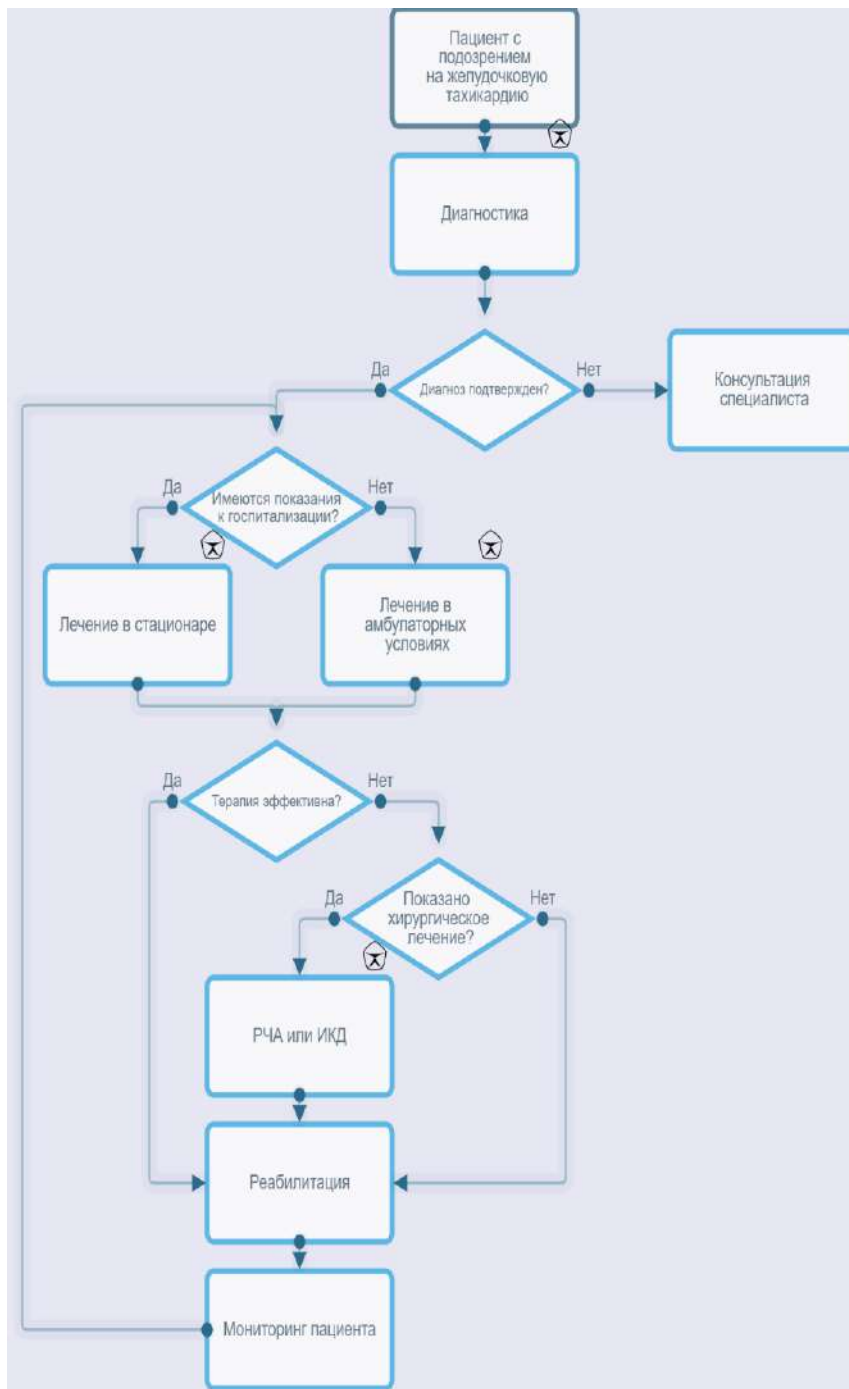 Пациент с
подозрением
на желудочковую
тахикардию
Диагностика
Да
Диагноз подтвержден?
Нет
Консультация
специалиста
Да
Имеются показания
к госпитализации?
Нет
Лечение в стационаре
Лечение в
амбулаторных
условиях
Да
Терапия эффективна?
Нет
Да
Показано
хирургическое
лечение?
Нет
РЧА или ИКД
Реабилитация
Мониторинг пациента